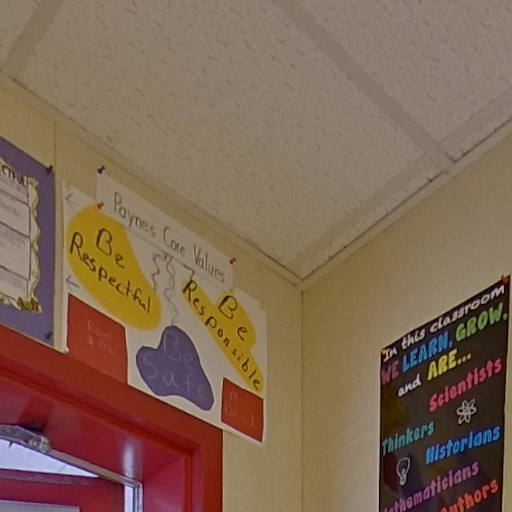 Paynes Core Values
Be
Respectful
Be
Responsible
Be
Safe
In this classroom
WE LEARN, GROW,
and ARE...
Scientists
Thinkers
Historians
Mathematicians
Authors